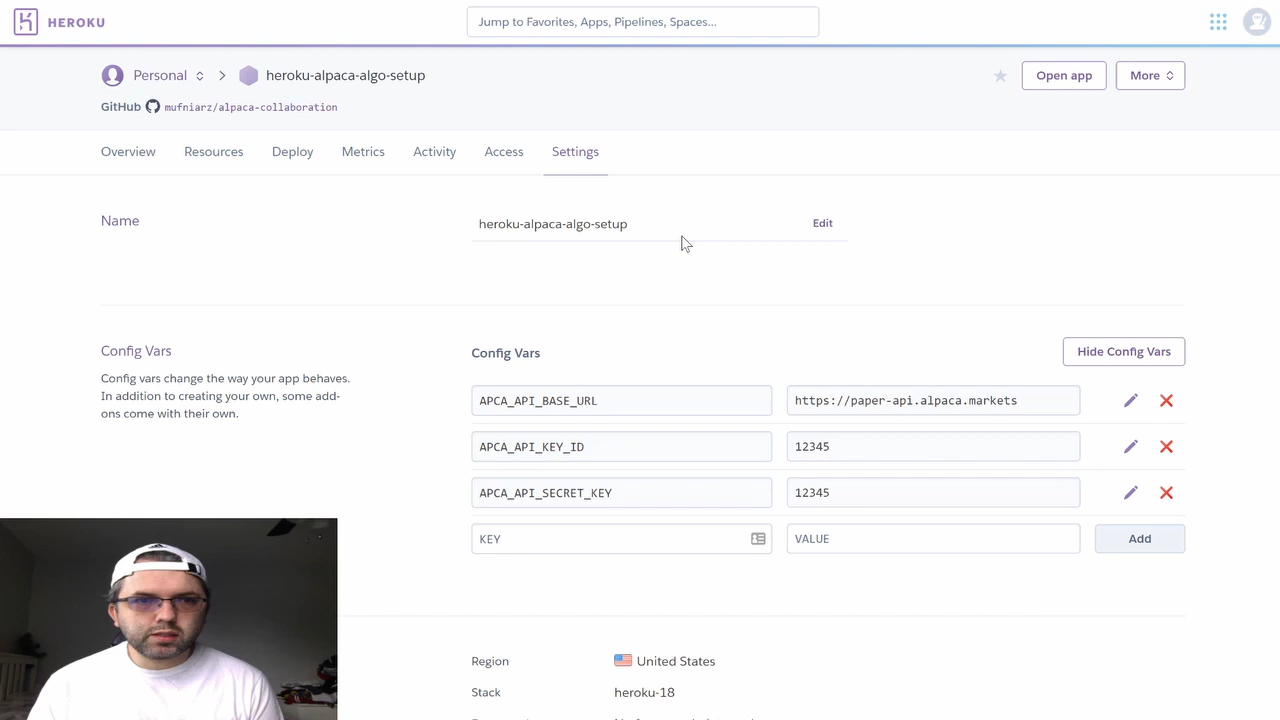 HEROKU
Jump to Favorites, Apps, Pipelines, Spaces...
Personal
heroku-alpaca-algo-setup
Open app
More
GitHub mufniarz/alpaca-collaboration
Overview
Resources
Deploy
Metrics
Activity
Access
Settings
Name
heroku-alpaca-algo-setup
Edit
Config Vars
Config vars change the way your app behaves.
In addition to creating your own, some add-
ons come with their own.
Config Vars
Hide Config Vars
APCA_API_BASE_URL
https://paper-api.alpaca.markets
APCA_API_KEY_ID
12345
APCA_API_SECRET_KEY
12345
KEY
VALUE
Add
Region
United States
Stack
heroku-18